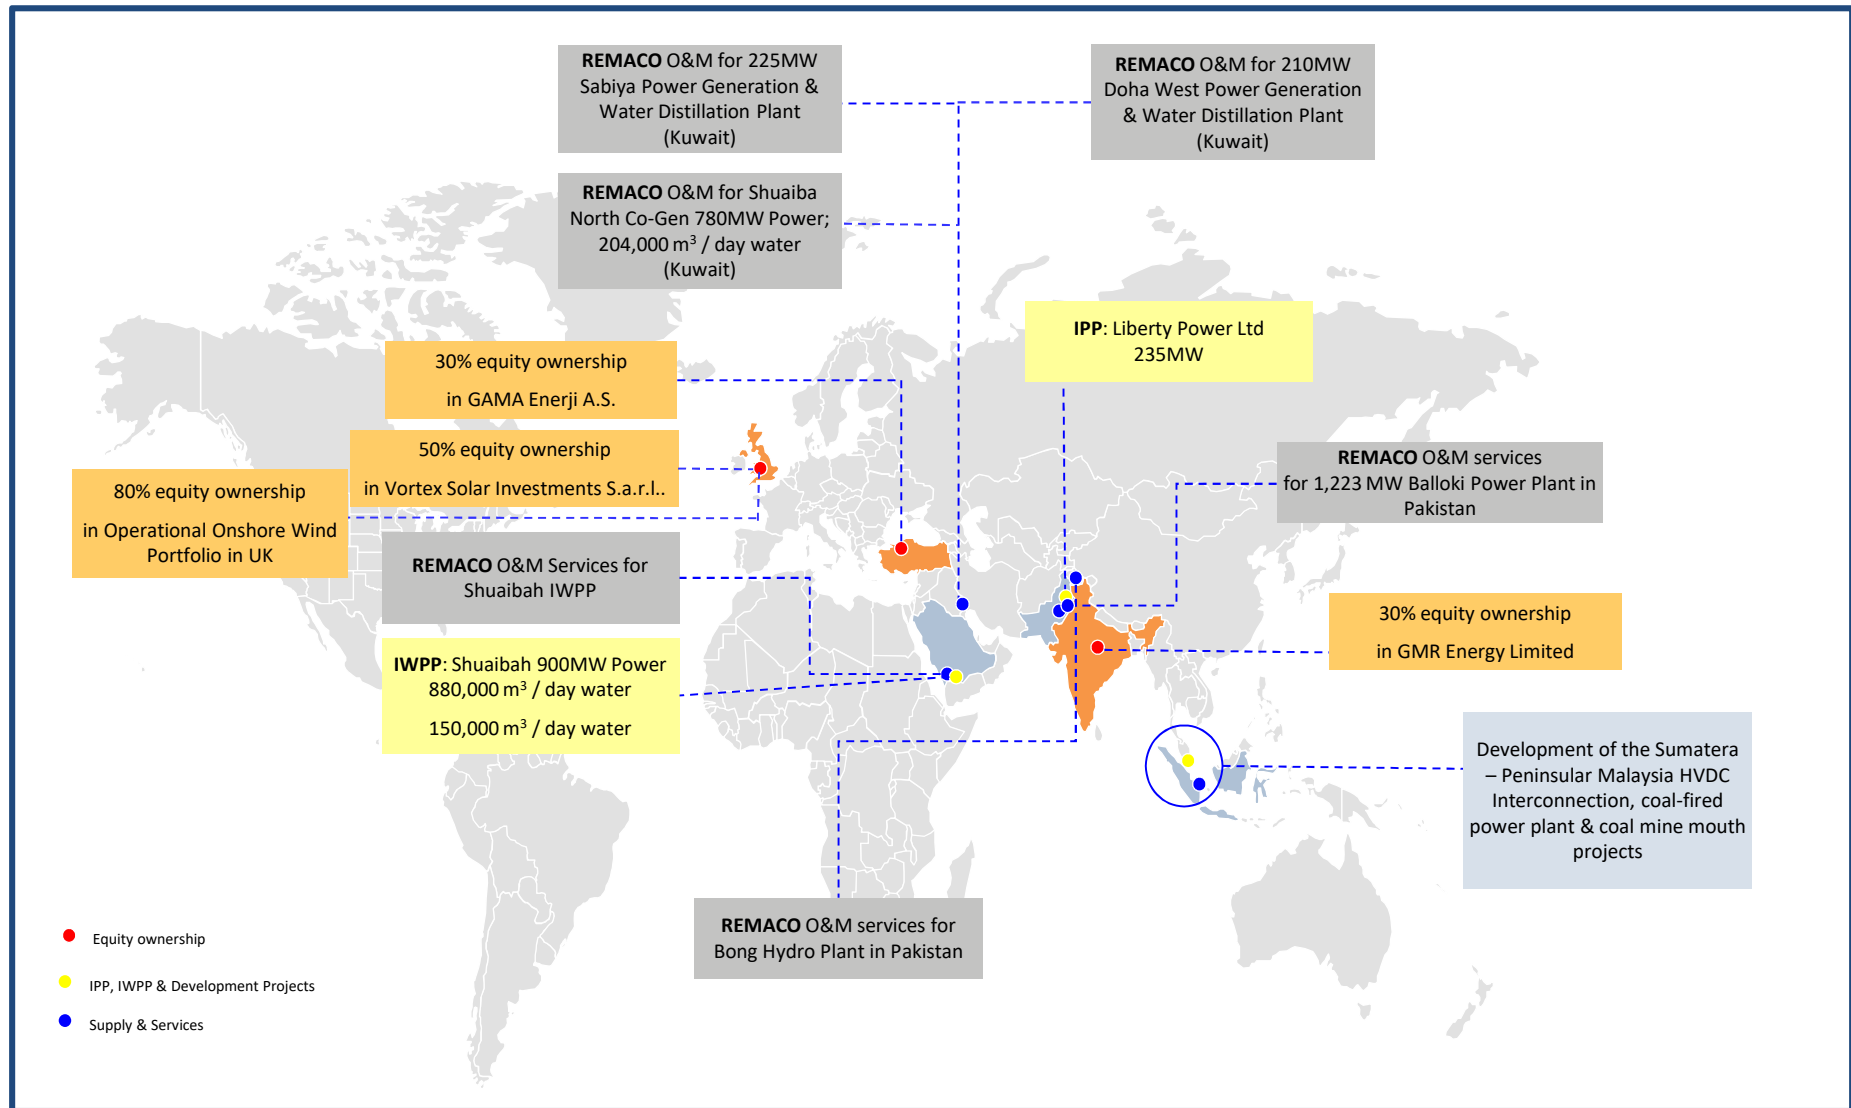 REMACO O&M for 225MW
Sabiya Power Generation &
Water Distillation Plant
(Kuwait)
REMACO O&M for 210MW
Doha West Power Generation
& Water Distillation Plant
(Kuwait)
REMACO O&M for Shuaiba
North Co-Gen 780MW Power;
204,000 m³ / day water
(Kuwait)
IPP: Liberty Power Ltd
235MW
30% equity ownership
in GAMA Enerji A.S.
50% equity ownership
in Vortex Solar Investments S.a.r.l..
REMACO O&M services
for 1,223 MW Balloki Power Plant in
Pakistan
80% equity ownership
in Operational Onshore Wind
Portfolio in UK
REMACO O&M Services for
Shuaibah IWPP
30% equity ownership
in GMR Energy Limited
IWPP: Shuaibah 900MW Power
880,000 m³ / day water
150,000 m³ / day water
Development of the Sumatera
– Peninsular Malaysia HVDC
Interconnection, coal-fired
power plant & coal mine mouth
projects
REMACO O&M services for
Bong Hydro Plant in Pakistan
Equity ownership
IPP, IWPP & Development Projects
Supply & Services